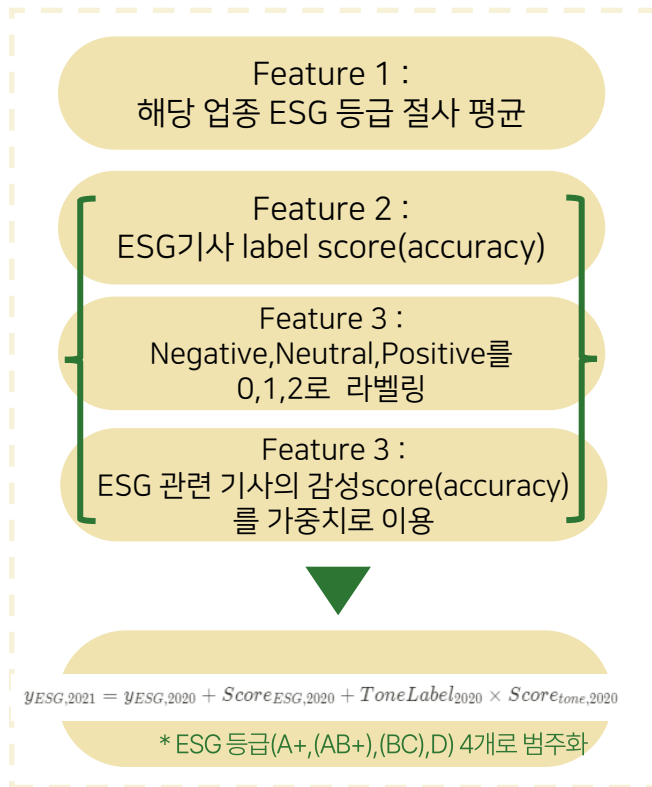 Feature 1 :
해당 업종 ESG 등급 절사 평균
Feature 2 :
ESG기사 label score(accuracy)
Feature 3 :
Negative,Neutral,Positive를
0,1,2로 라벨링
Feature 3 :
ESG 관련 기사의 감성score(accuracy)
를 가중치로 이용
y_{ESG,2021} = y_{ESG,2020} + Score_{ESG,2020} + ToneLabel_{2020} × Score_{tone,2020}
* ESG 등급(A+,(AB+),(BC),D) 4개로 범주화